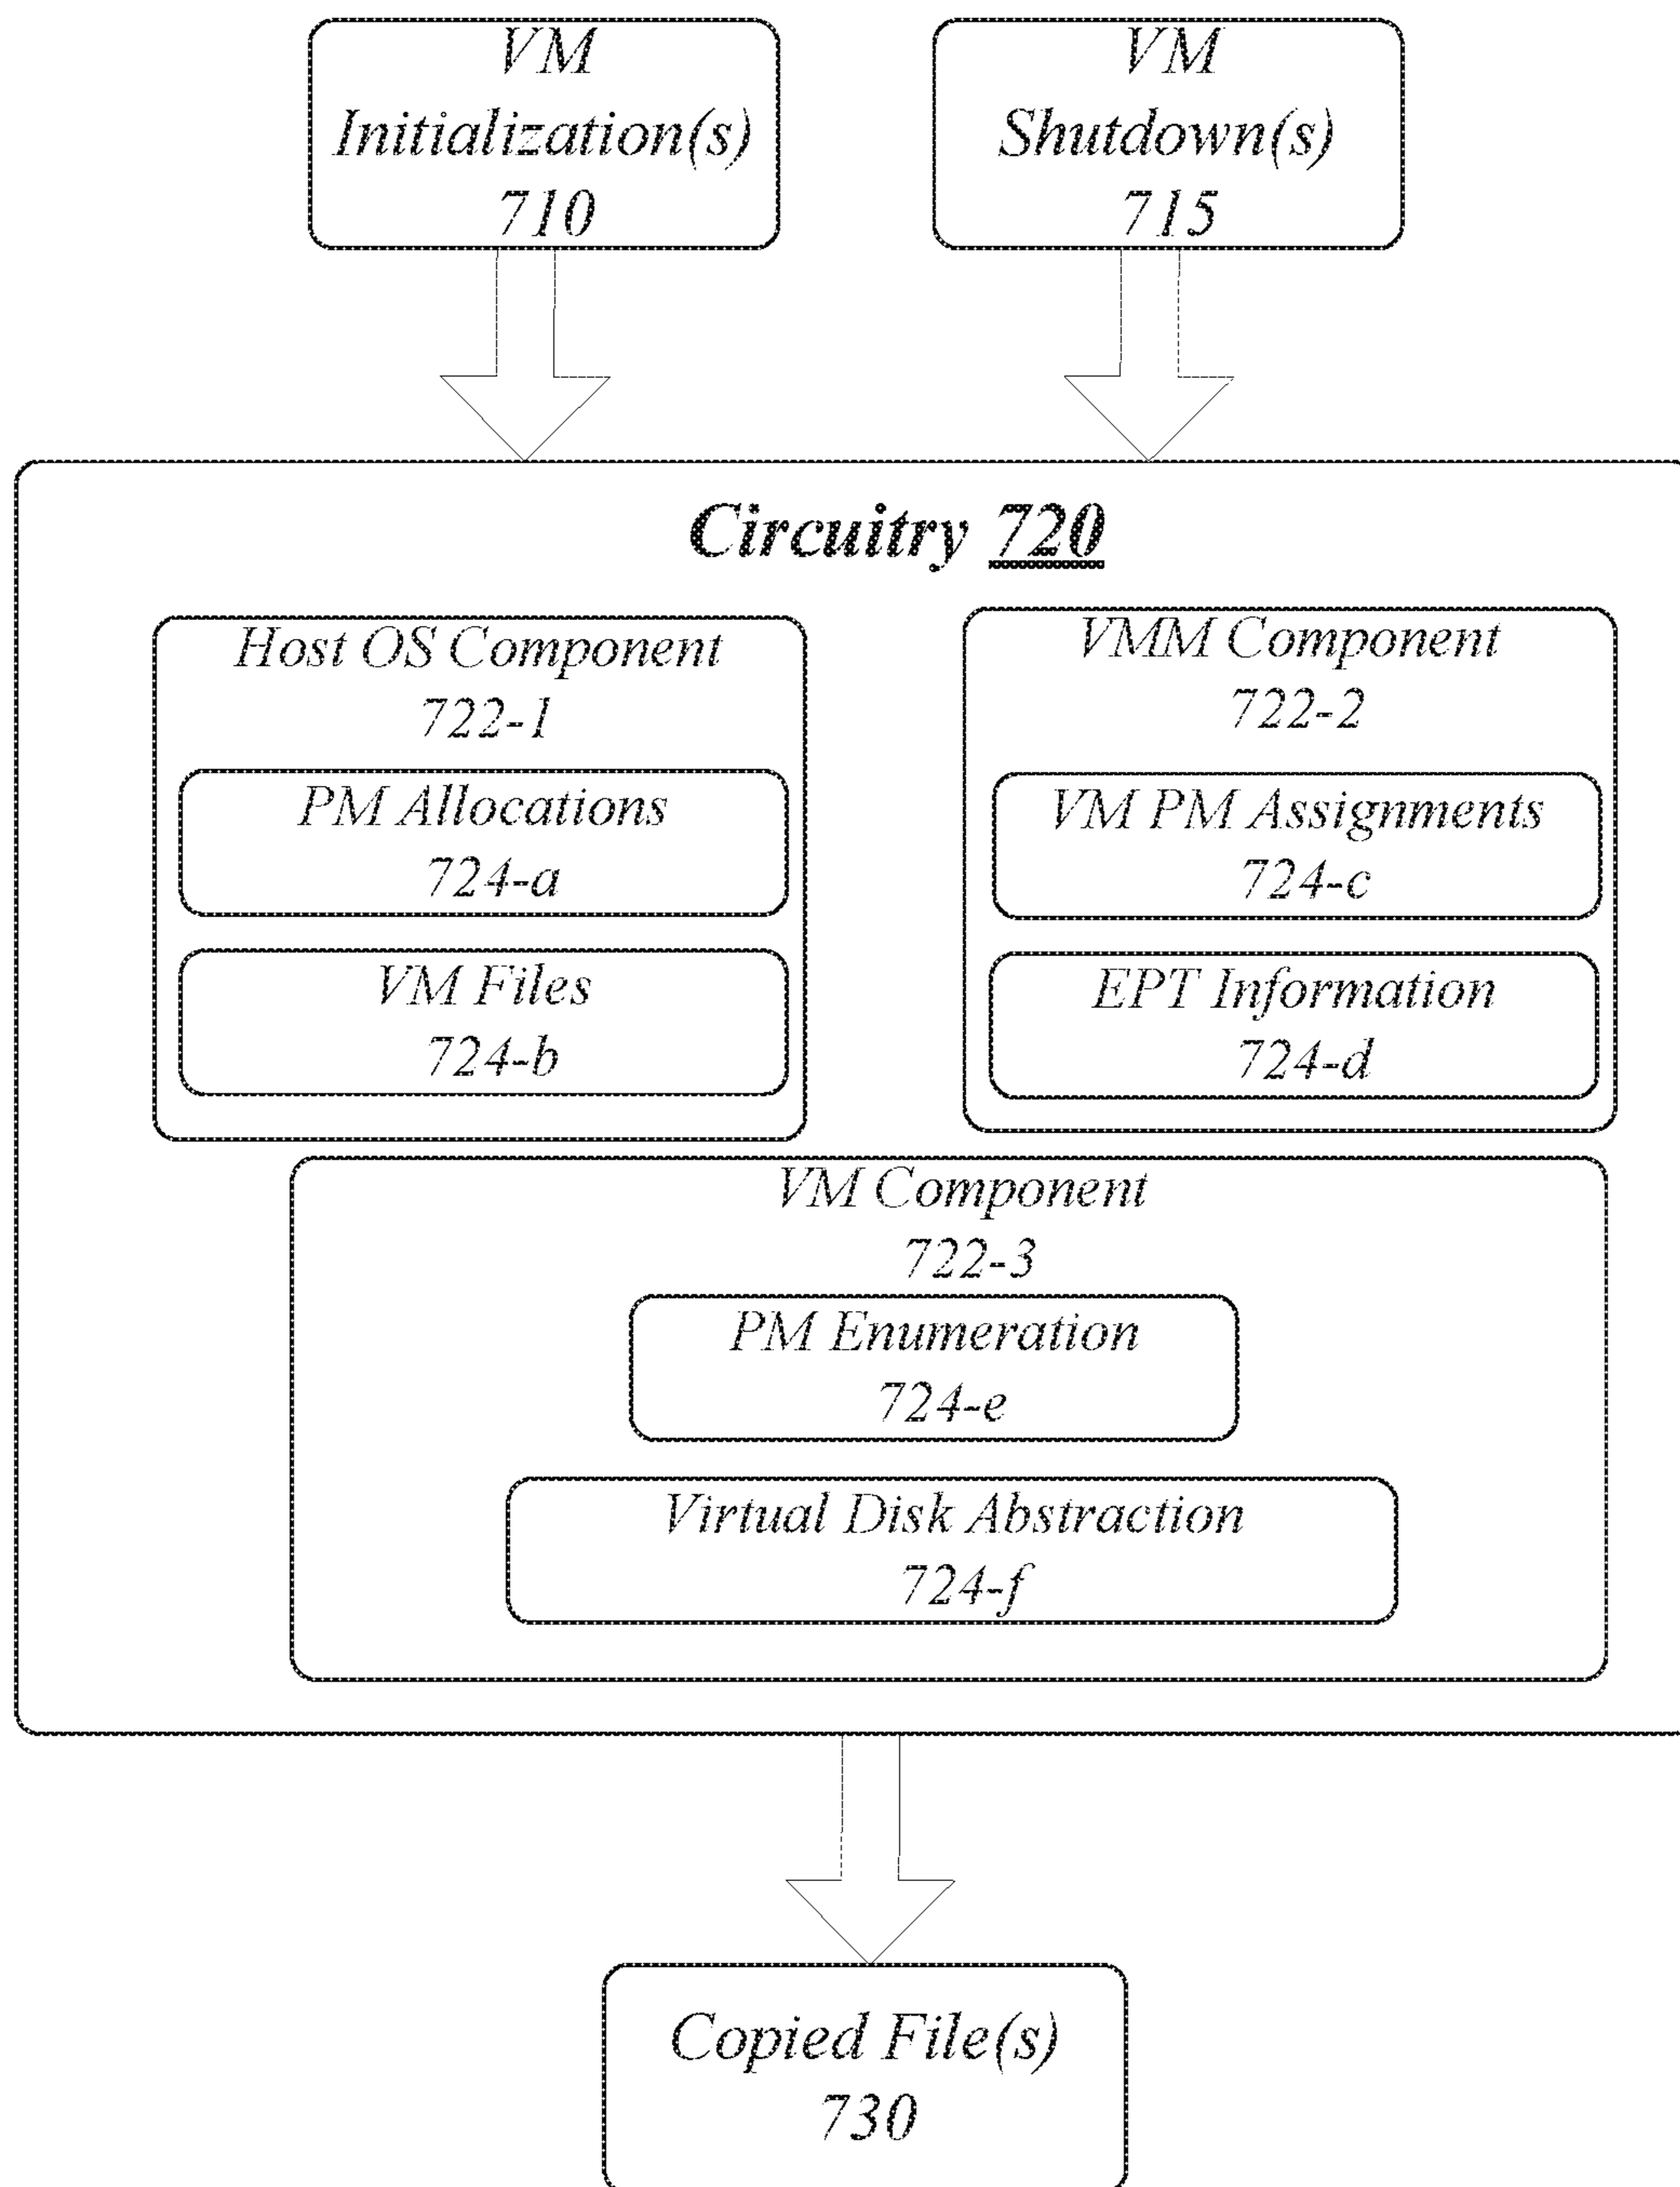 VM
Initialization(s)
710
VM
Shutdown(s)
715
Circuitry 720
Host OS Component
722-1
PM Allocations
724-a
VM Files
724-b
VMM Component
722-2
VM PM Assignments
724-c
EPT Information
724-d
VM Component
722-3
PM Enumeration
724-e
Virtual Disk Abstraction
724-f
Copied File(s)
730